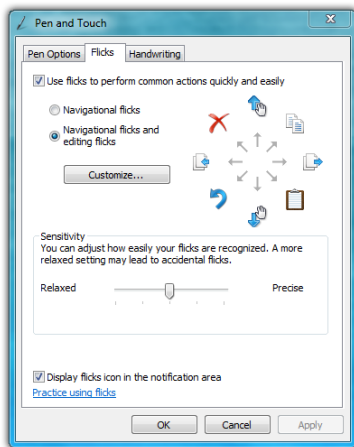 Pen and Touch
Pen Options Flicks Handwriting
Use flicks to perform common actions quickly and easily
Navigational flicks
Navigational flicks and
editing flicks
Customize...
Sensitivity
You can adjust how easily your flicks are recognized. A more
relaxed setting may lead to accidental flicks.
Relaxed Precise
Display flicks icon in the notification area
Practice using flicks
OK Cancel Apply